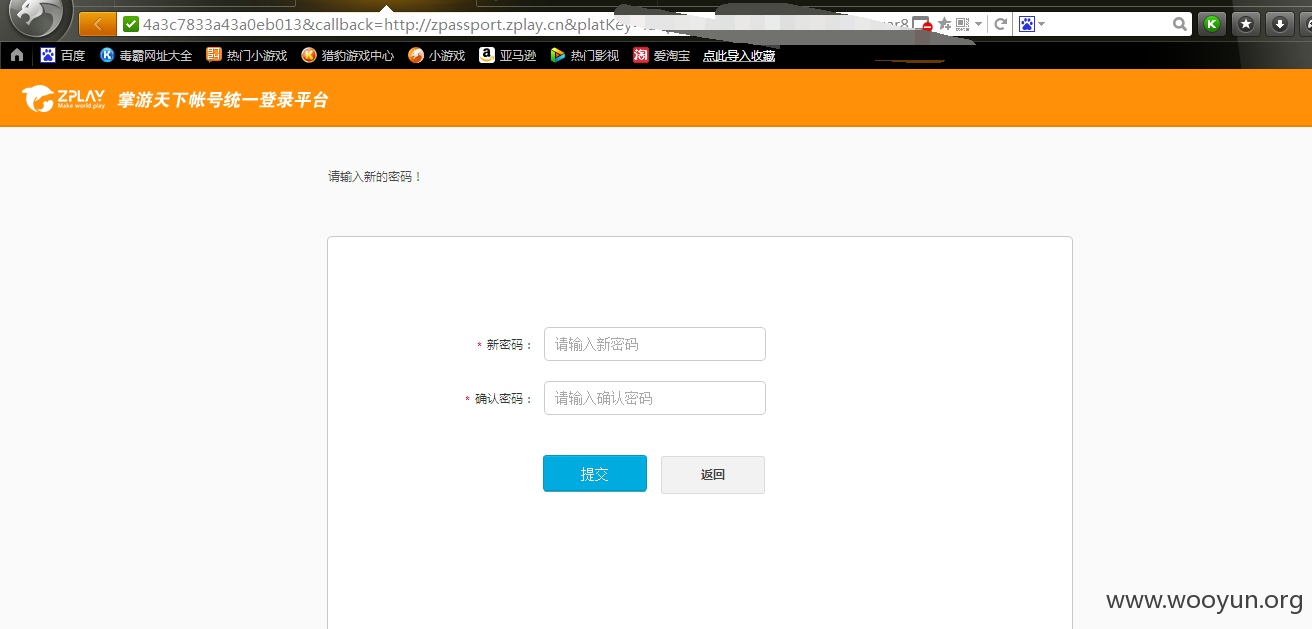 4a3c7833a43a0eb013&callback=http://zpassport.zplay.cn&platKey
百度 毒霸网址大全 热门小游戏 猎豹游戏中心 小游戏 亚马逊 热门影视 爱淘宝 点此导入收藏
ZPLAY
Make world play
掌游天下帐号统一登录平台
请输入新的密码！
* 新密码： 请输入新密码
* 确认密码： 请输入确认密码
提交 返回
www.wooyun.org